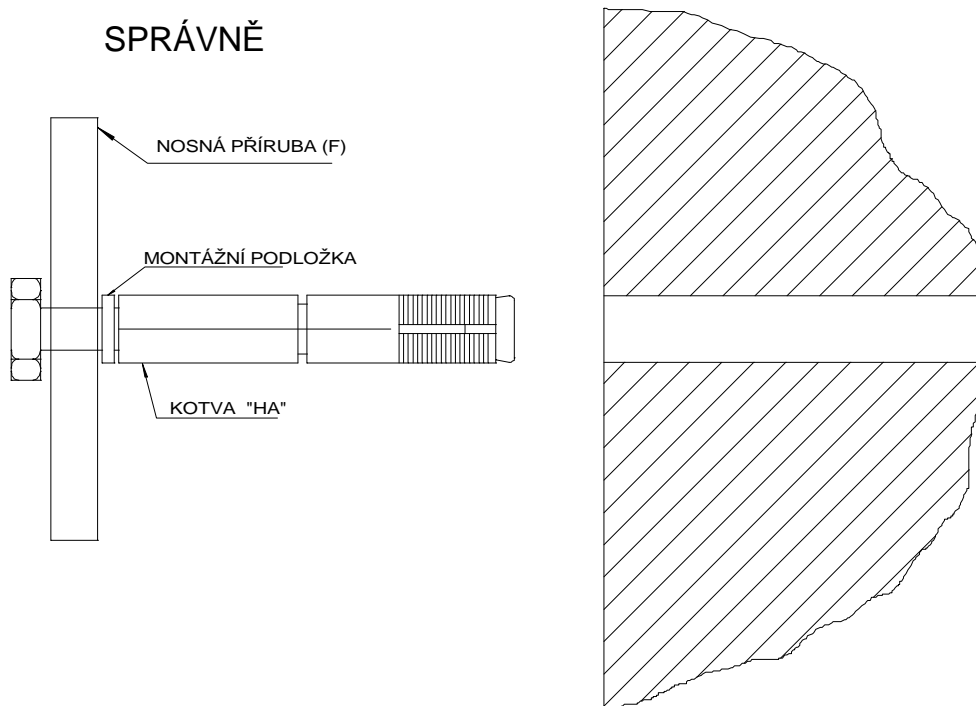 SPRÁVNĚ
NOSNÁ PŘÍRUBA (F)
MONTÁŽNÍ PODLOŽKA
KOTVA "HA"